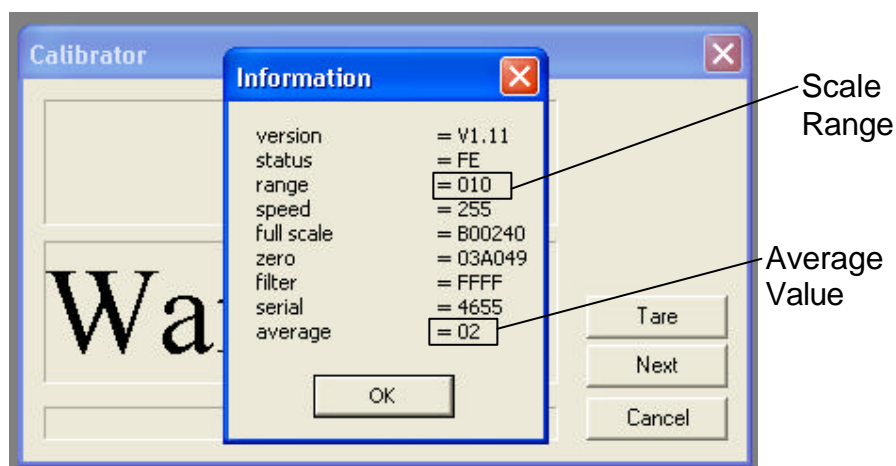 Calibrator
Information
version = V1.11
status = FE
range = 010
speed = 255
full scale = B00240
zero = 03A049
filter = FFFF
serial = 4655
average = 02
OK
Tare
Next
Cancel
Scale
Range
Average
Value